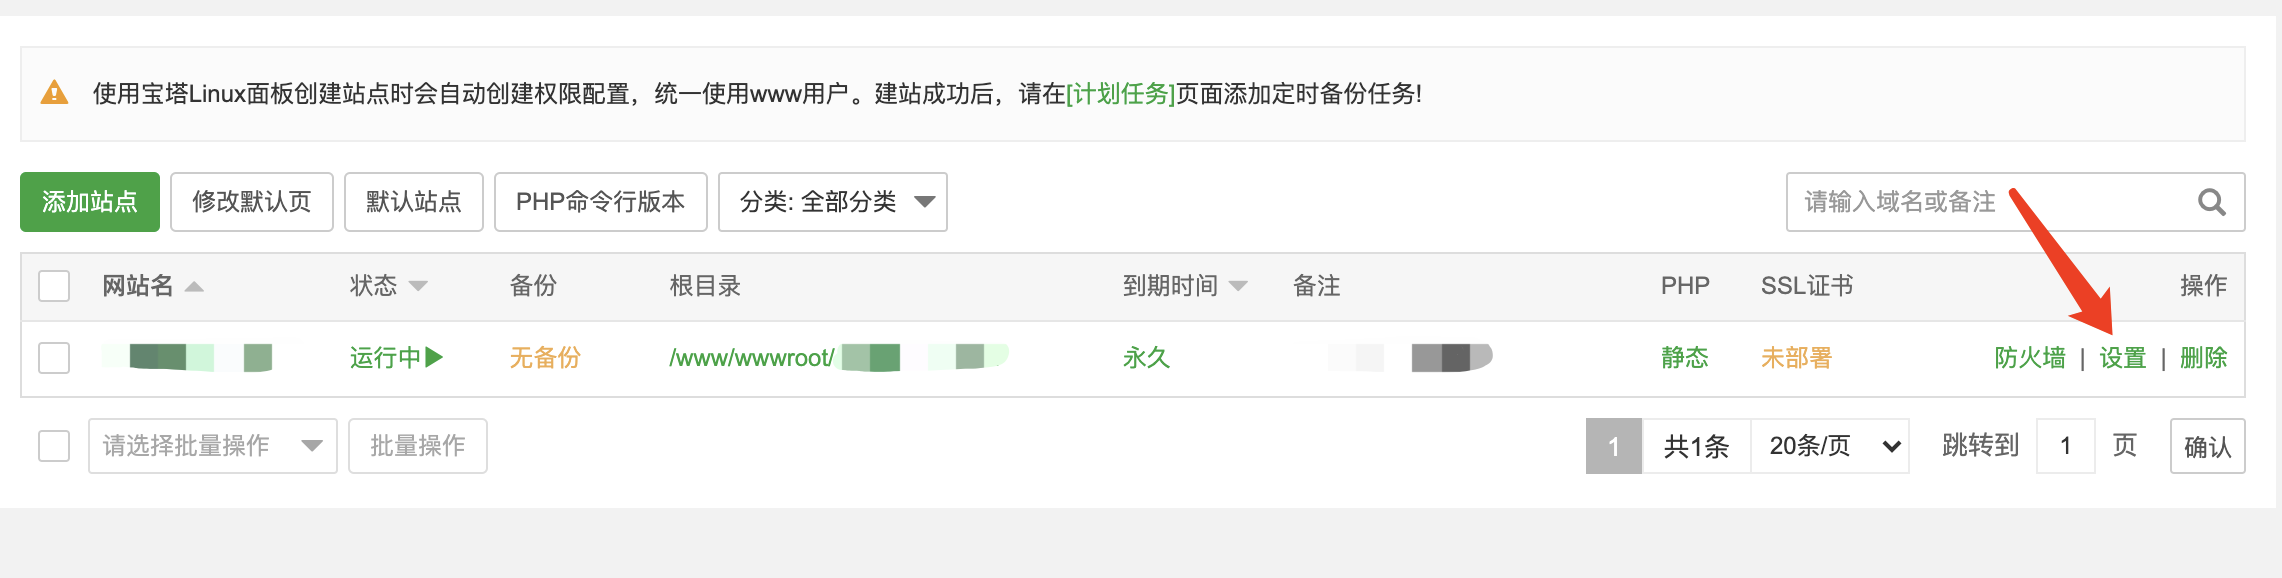 使用宝塔Linux面板创建站点时会自动创建权限配置，统一使用www用户。建站成功后，请在[计划任务]页面添加定时备份任务!
添加站点 修改默认页 默认站点 PHP命令行版本 分类: 全部分类 请输入域名或备注
网站名 状态 备份 根目录 到期时间 备注 PHP SSL证书 操作
运行中 无备份 /www/wwwroot/ 永久 静态 未部署 防火墙 | 设置 | 删除
请选择批量操作 批量操作 1 共1条 20条/页 跳转到 1 页 确认